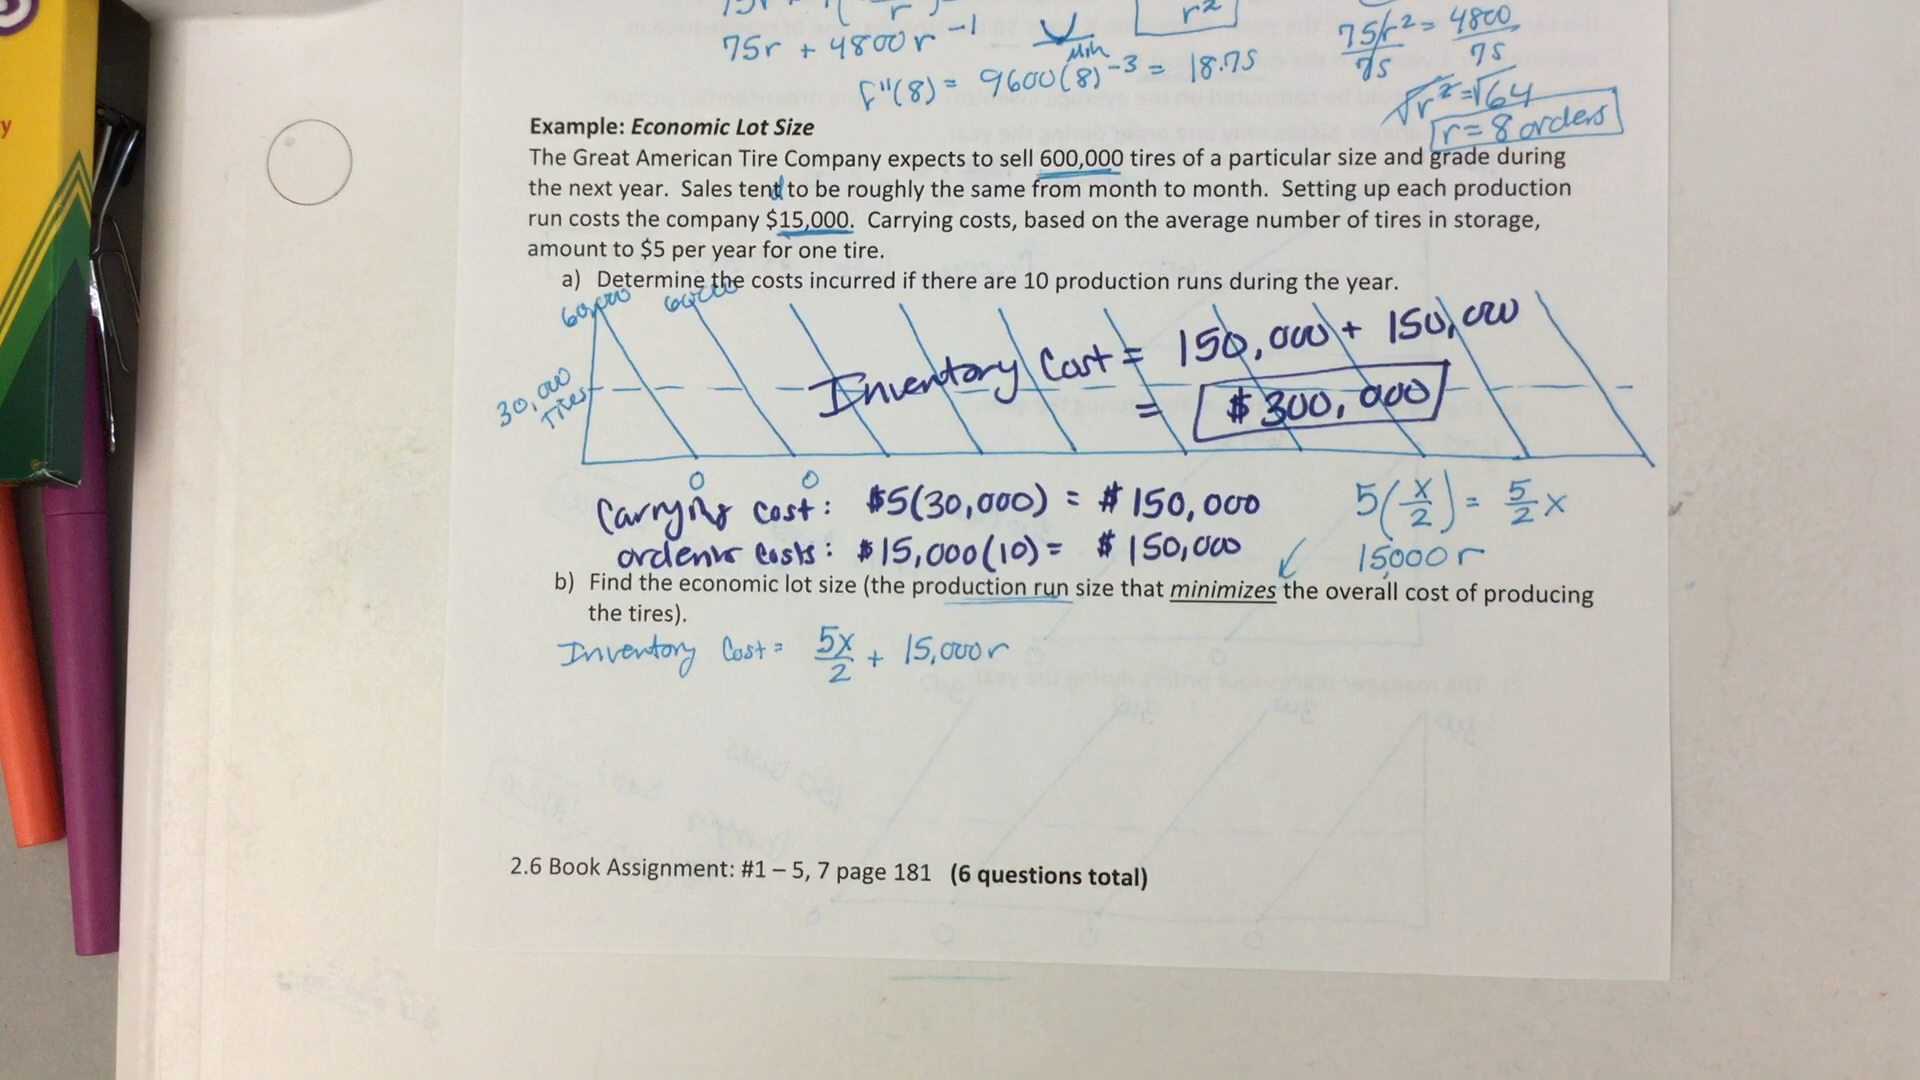 75r + 4800r⁻¹
Min
r²
75r² = 4800
75 75
f''(8) = 9600(8)⁻³ = 18.75
√r² = √64
r = 8 orders
y
Example: Economic Lot Size
The Great American Tire Company expects to sell 600,000 tires of a particular size and grade during
the next year. Sales tend to be roughly the same from month to month. Setting up each production
run costs the company $15,000. Carrying costs, based on the average number of tires in storage,
amount to $5 per year for one tire.
a) Determine the costs incurred if there are 10 production runs during the year.
60,000 60,000
Inventory Cost = 150,000 + 150,000
30,000
Tires
= $300,000
0 0
Carrying cost: $5(30,000) = $150,000 5(x/2) = 5/2 x
ordering costs: $15,000(10) = $150,000 15,000r
b) Find the economic lot size (the production run size that minimizes the overall cost of producing
the tires).
Inventory Cost = 5x/2 + 15,000r
2.6 Book Assignment: #1 – 5, 7 page 181 (6 questions total)